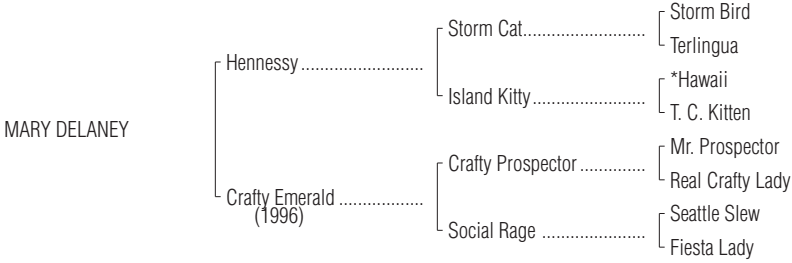 Storm Bird
Storm Cat..........................
Terlingua
Hennessy ..........................
*Hawaii
Island Kitty........................
T. C. Kitten
MARY DELANEY
Mr. Prospector
Crafty Prospector ..............
Real Crafty Lady
Crafty Emerald ..................
(1996)
Seattle Slew
Social Rage ......................
Fiesta Lady